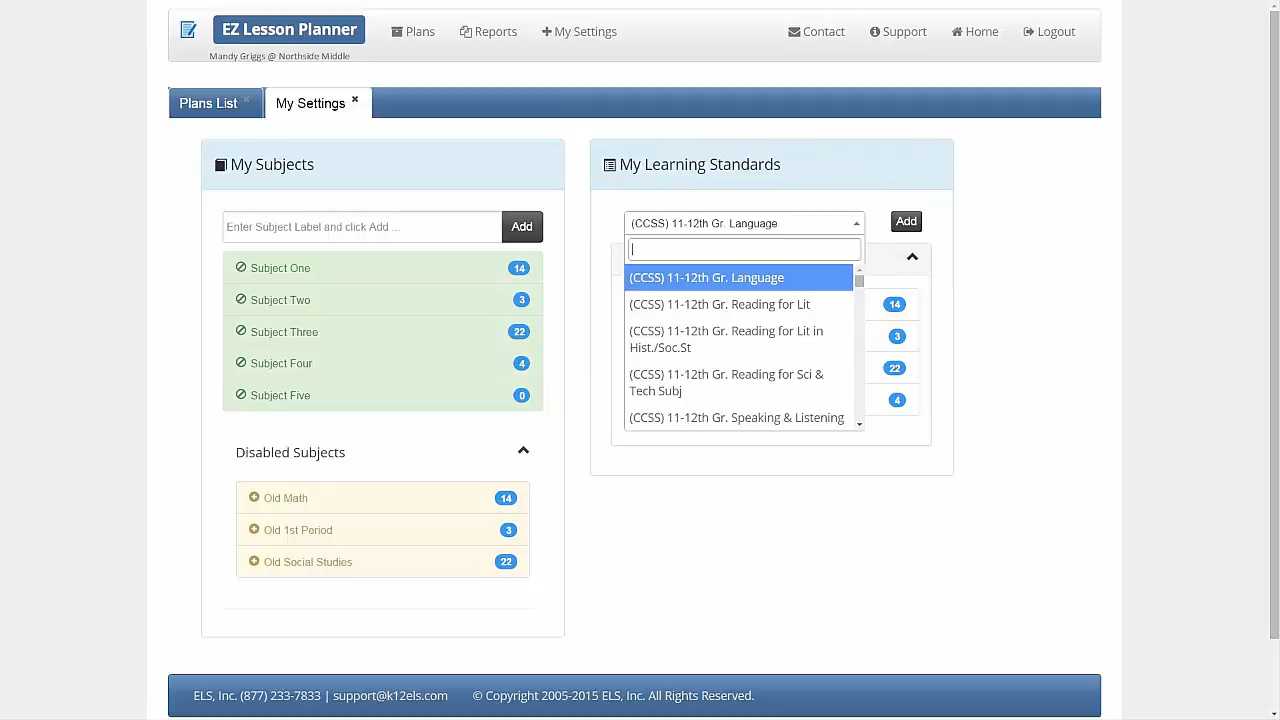 EZ Lesson Planner
Plans
Reports
My Settings
Contact
Support
Home
Logout
Mandy Griggs @ Northside Middle
Plans List
My Settings
My Subjects
Enter Subject Label and click Add ...
Add
Subject One 14
Subject Two 3
Subject Three 22
Subject Four 4
Subject Five 0
Disabled Subjects
Old Math 14
Old 1st Period 3
Old Social Studies 22
My Learning Standards
(CCSS) 11-12th Gr. Language
Add
(CCSS) 11-12th Gr. Language
(CCSS) 11-12th Gr. Reading for Lit
(CCSS) 11-12th Gr. Reading for Lit in
Hist./Soc.St
(CCSS) 11-12th Gr. Reading for Sci &
Tech Subj
(CCSS) 11-12th Gr. Speaking & Listening
14
3
22
4
ELS, Inc. (877) 233-7833 | support@k12els.com © Copyright 2005-2015 ELS, Inc. All Rights Reserved.